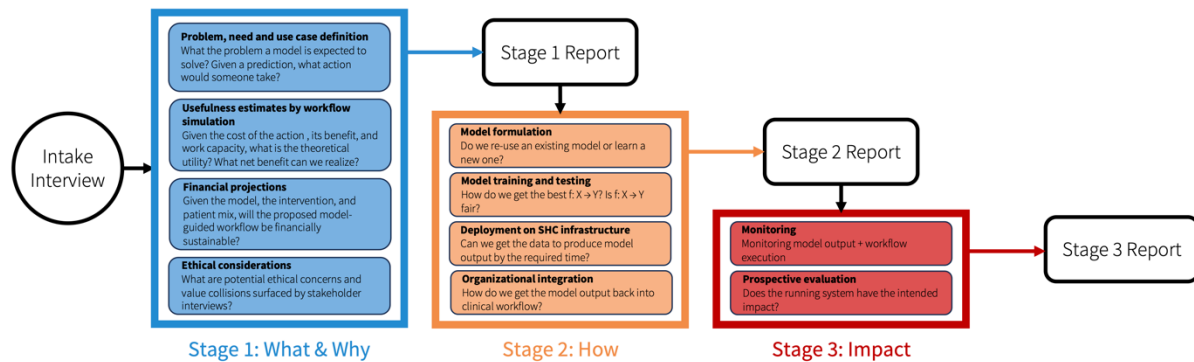 Intake
Interview
Problem, need and use case definition
What the problem a model is expected to
solve? Given a prediction, what action
would someone take?
Usefulness estimates by workflow
simulation
Given the cost of the action , its benefit, and
work capacity, what is the theoretical
utility? What net benefit can we realize?
Financial projections
Given the model, the intervention, and
patient mix, will the proposed model-
guided workflow be financially
sustainable?
Ethical considerations
What are potential ethical concerns and
value collisions surfaced by stakeholder
interviews?
Stage 1: What & Why
Stage 1 Report
Model formulation
Do we re-use an existing model or learn a
new one?
Model training and testing
How do we get the best f: X → Y? Is f: X → Y
fair?
Deployment on SHC infrastructure
Can we get the data to produce model
output by the required time?
Organizational integration
How do we get the model output back into
clinical workflow?
Stage 2: How
Stage 2 Report
Monitoring
Monitoring model output + workflow
execution
Prospective evaluation
Does the running system have the intended
impact?
Stage 3: Impact
Stage 3 Report